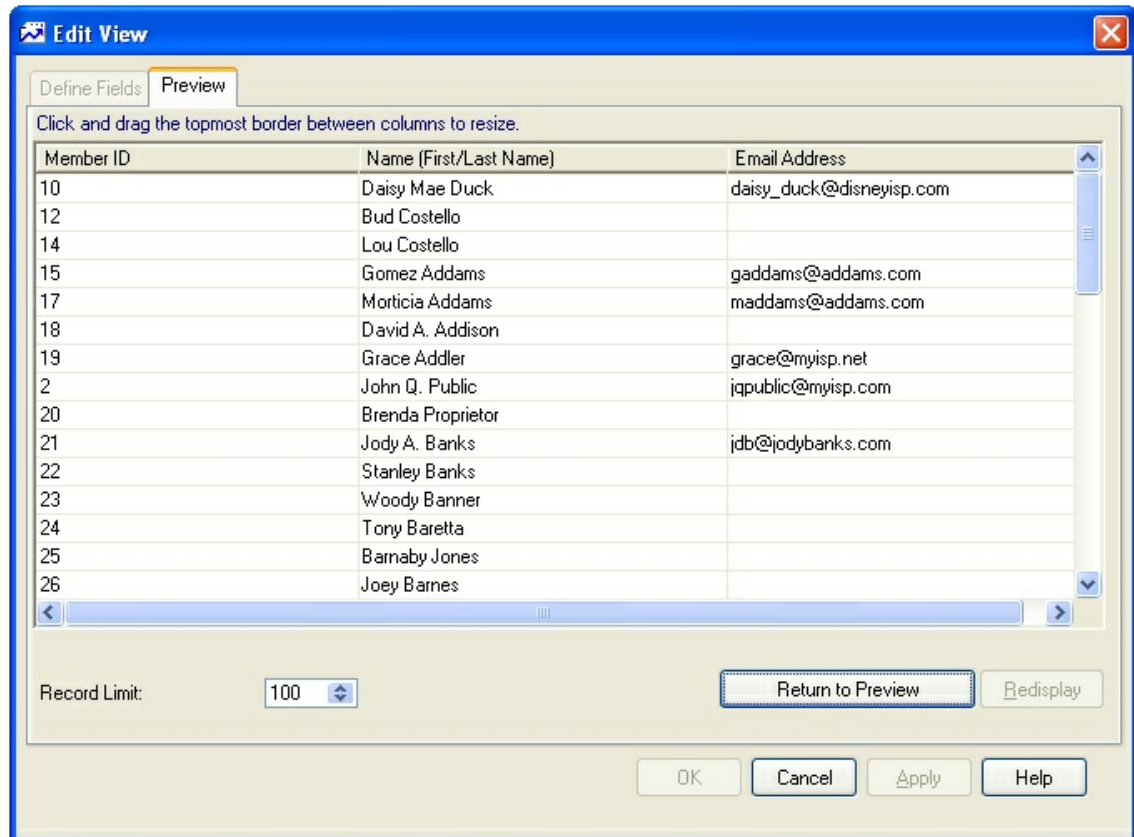 Edit View
Define Fields Preview
Click and drag the topmost border between columns to resize.
Member ID Name (First/Last Name) Email Address
10 Daisy Mae Duck daisy_duck@disneyisp.com
12 Bud Costello
14 Lou Costello
15 Gomez Addams gaddams@addams.com
17 Morticia Addams maddams@addams.com
18 David A. Addison
19 Grace Addler grace@myisp.net
2 John Q. Public jqpublic@myisp.com
20 Brenda Proprietor
21 Jody A. Banks jdb@jodybanks.com
22 Stanley Banks
23 Woody Banner
24 Tony Baretta
25 Barnaby Jones
26 Joey Barnes
Record Limit: 100 Return to Preview Redisplay
OK Cancel Apply Help